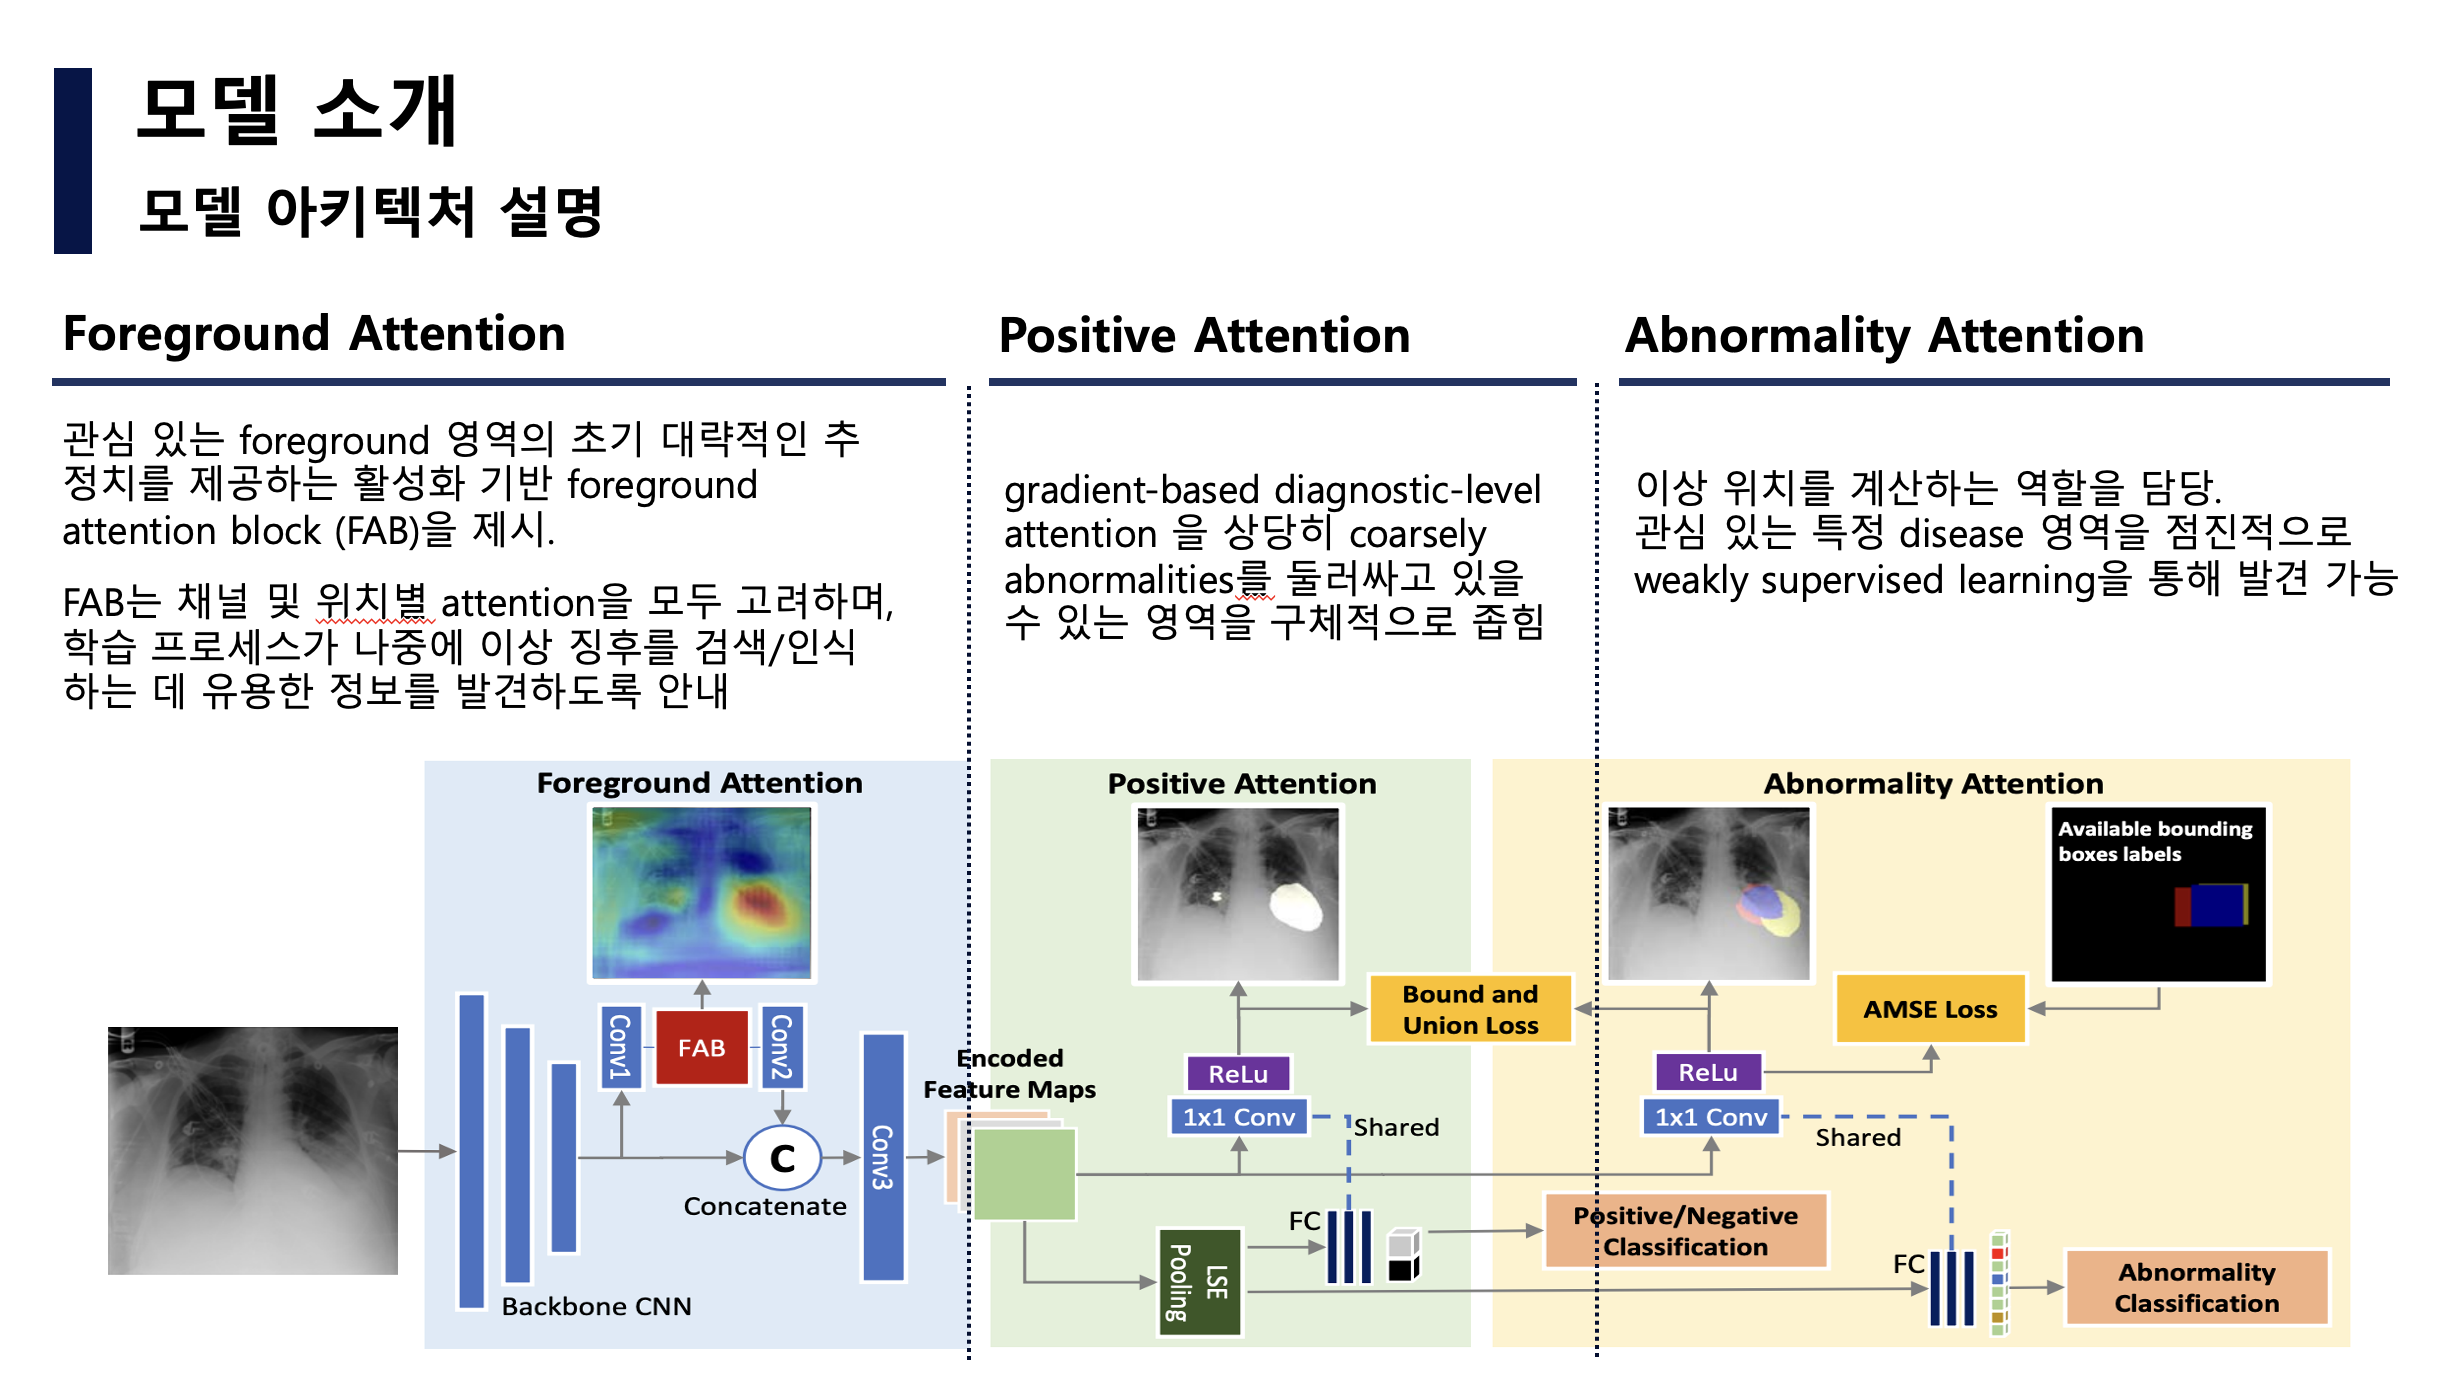 모델 소개
모델 아키텍처 설명
Foreground Attention
관심 있는 foreground 영역의 초기 대략적인 추
정치를 제공하는 활성화 기반 foreground
attention block (FAB)을 제시.
FAB는 채널 및 위치별 attention을 모두 고려하며,
학습 프로세스가 나중에 이상 징후를 검색/인식
하는 데 유용한 정보를 발견하도록 안내
Positive Attention
gradient-based diagnostic-level
attention 을 상당히 coarsely
abnormalities를 둘러싸고 있을
수 있는 영역을 구체적으로 좁힘
Abnormality Attention
이상 위치를 계산하는 역할을 담당.
관심 있는 특정 disease 영역을 점진적으로
weakly supervised learning을 통해 발견 가능
Foreground Attention
Conv1
FAB
Conv2
C
Concatenate
Conv3
Backbone CNN
Encoded
Feature Maps
Positive Attention
Bound and
Union Loss
ReLu
1x1 Conv
Shared
FC
LSE
Pooling
Positive/Negative
Classification
Abnormality Attention
Available bounding
boxes labels
AMSE Loss
ReLu
1x1 Conv
Shared
FC
Abnormality
Classification